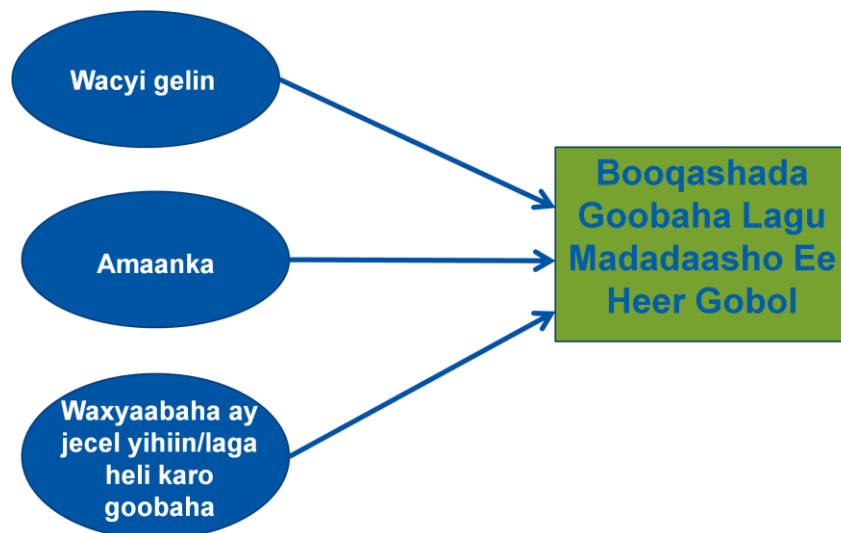 Wacyi gelin
Amaanka
Waxyaabaha ay
jecel yihiin/laga
heli karo
goobaha
Booqashada
Goobaha Lagu
Madadaasho Ee
Heer Gobol